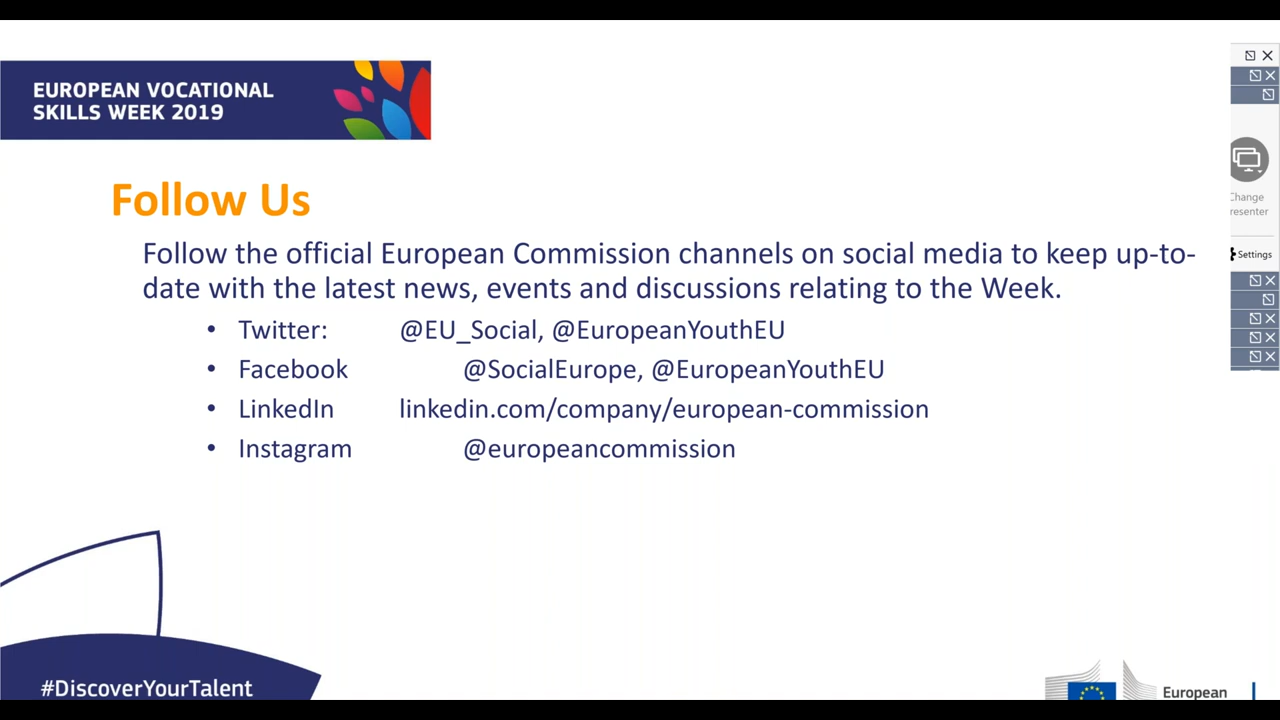 EUROPEAN VOCATIONAL
SKILLS WEEK 2019
Follow Us
Follow the official European Commission channels on social media to keep up-to-
date with the latest news, events and discussions relating to the Week.
• Twitter: @EU_Social, @EuropeanYouthEU
• Facebook @SocialEurope, @EuropeanYouthEU
• LinkedIn linkedin.com/company/european-commission
• Instagram @europeancommission
#DiscoverYourTalent
European
Change
resenter
Settings